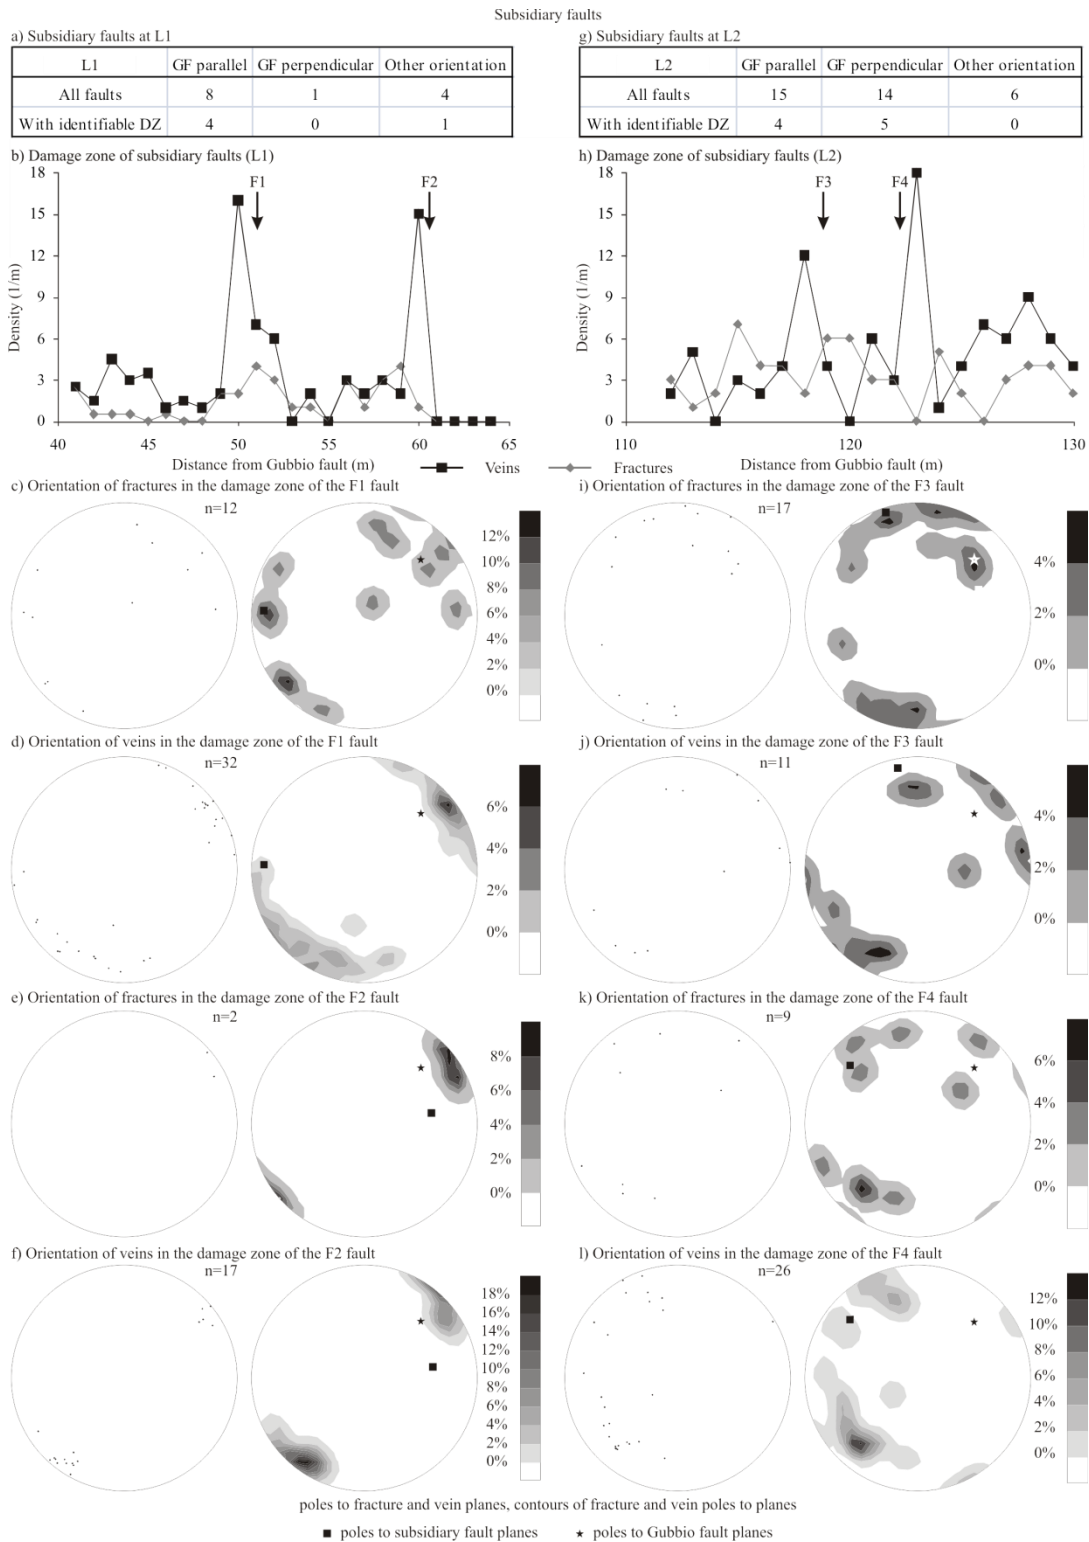 Subsidiary faults
a) Subsidiary faults at L1
L1 GF parallel GF perpendicular Other orientation
All faults 8 1 4
With identifiable DZ 4 0 1
b) Damage zone of subsidiary faults (L1)
18
15
12
9
6
3
0
Density (1/m)
F1 F2
40 45 50 55 60 65
Distance from Gubbio fault (m)
g) Subsidiary faults at L2
L2 GF parallel GF perpendicular Other orientation
All faults 15 14 6
With identifiable DZ 4 5 0
h) Damage zone of subsidiary faults (L2)
18
15
12
9
6
3
0
Density (1/m)
F3 F4
110 120 130
Distance from Gubbio fault (m)
Veins Fractures
c) Orientation of fractures in the damage zone of the F1 fault
n=12
12%
10%
8%
6%
4%
2%
0%
d) Orientation of veins in the damage zone of the F1 fault
n=32
6%
4%
2%
0%
e) Orientation of fractures in the damage zone of the F2 fault
n=2
8%
6%
4%
2%
0%
f) Orientation of veins in the damage zone of the F2 fault
n=17
18%
16%
14%
12%
10%
8%
6%
4%
2%
0%
i) Orientation of fractures in the damage zone of the F3 fault
n=17
4%
2%
0%
j) Orientation of veins in the damage zone of the F3 fault
n=11
4%
2%
0%
k) Orientation of fractures in the damage zone of the F4 fault
n=9
6%
4%
2%
0%
l) Orientation of veins in the damage zone of the F4 fault
n=26
12%
10%
8%
6%
4%
2%
0%
poles to fracture and vein planes, contours of fracture and vein poles to planes
poles to subsidiary fault planes poles to Gubbio fault planes